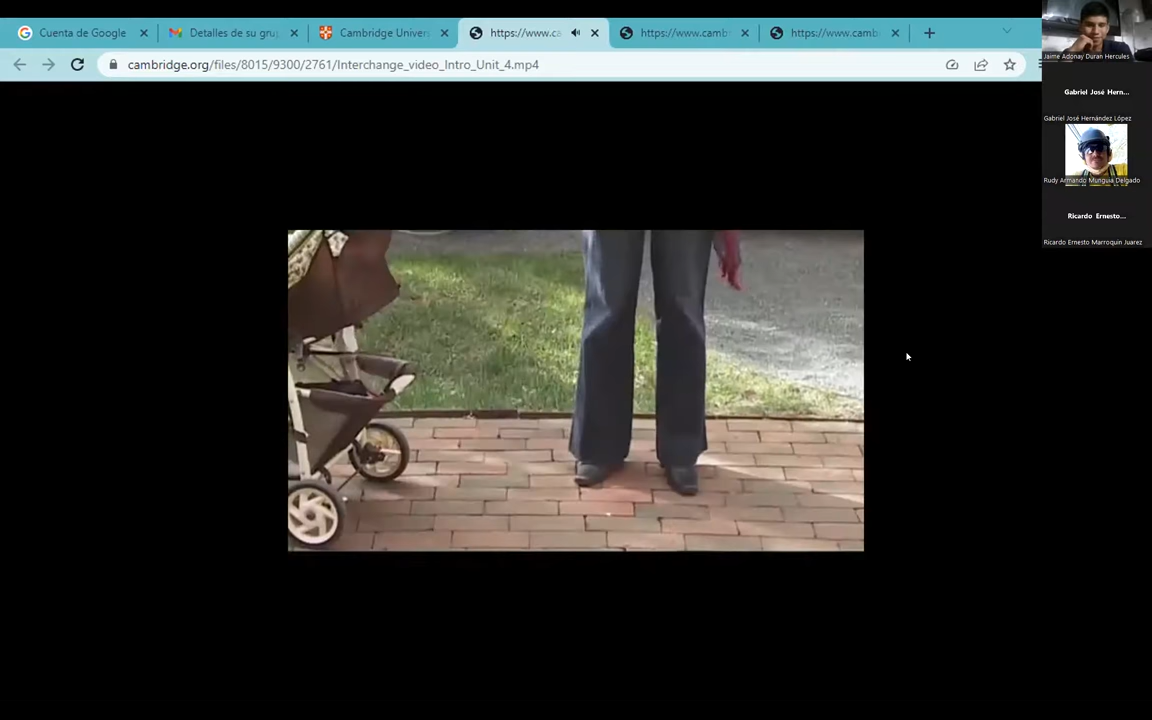 Cuenta de Google
Detalles de su gru
Cambridge Univers
https://www.ca
https://www.camb
https://www.camb
cambridge.org/files/8015/9300/2761/Interchange_video_Intro_Unit_4.mp4
Jaime Adonay Duran Hercules
Gabriel José Hern...
Gabriel José Hernández López
Rudy Armando Munguia Delgado
Ricardo Ernesto...
Ricardo Ernesto Marroquin Juarez